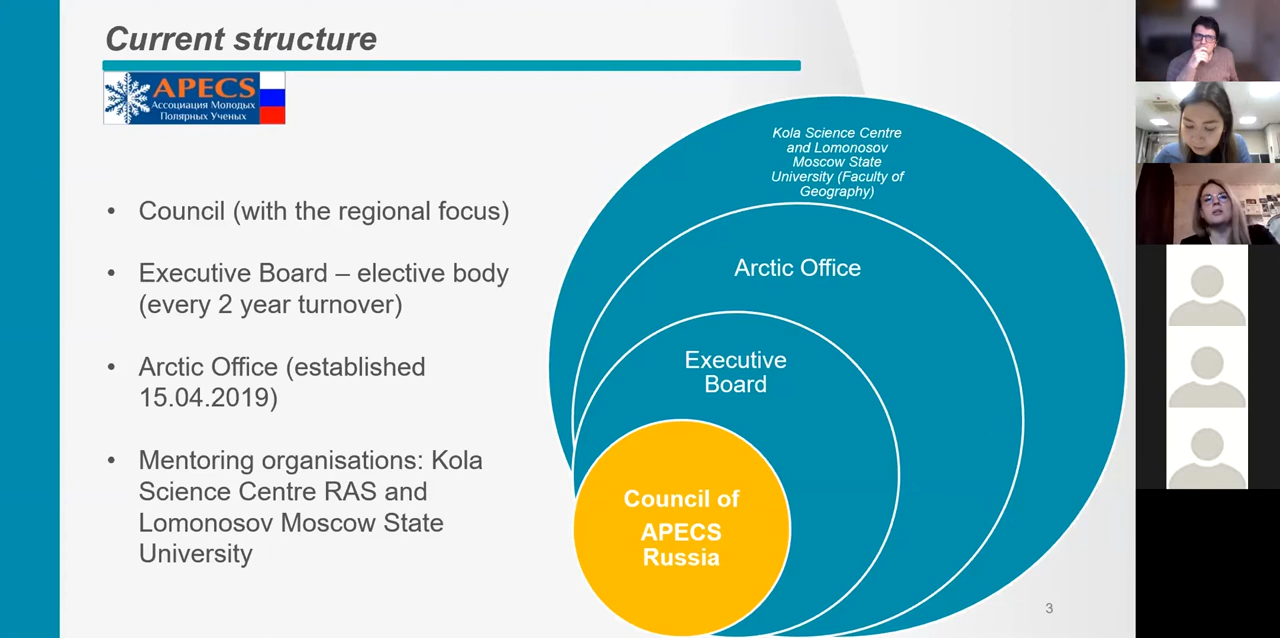 Current structure
APECS
Ассоциация Молодых
Полярных Ученых
• Council (with the regional focus)
• Executive Board – elective body
(every 2 year turnover)
• Arctic Office (established
15.04.2019)
• Mentoring organisations: Kola
Science Centre RAS and
Lomonosov Moscow State
University
Kola Science Centre
and Lomonosov
Moscow State
University (Faculty of
Geography)
Arctic Office
Executive
Board
Council of
APECS
Russia
3